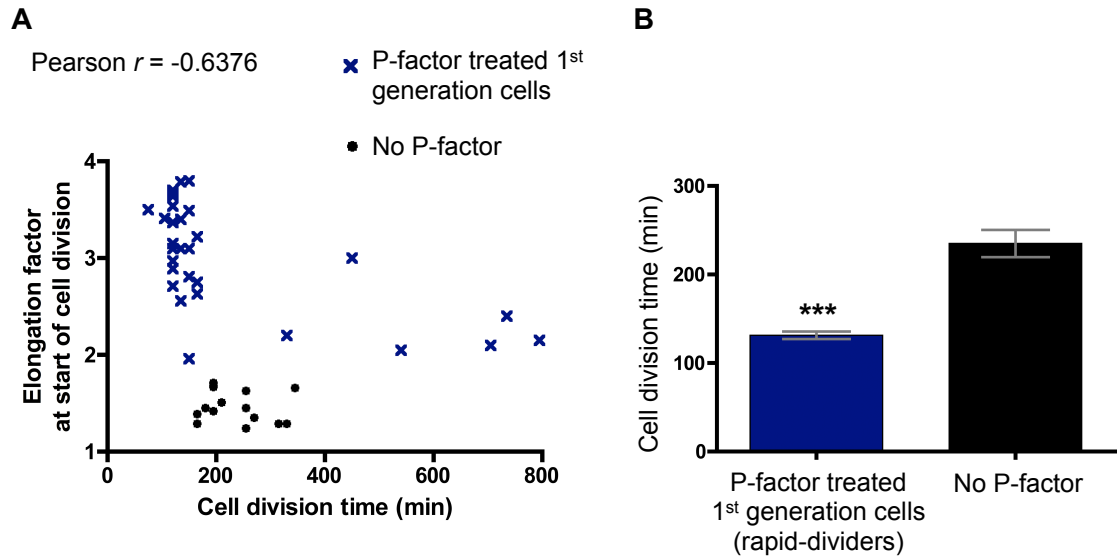 A
Pearson r = -0.6376
P-factor treated 1st
generation cells
No P-factor
4
3
2
1
Elongation factor
at start of cell division
0
200
400
600
800
Cell division time (min)
B
300
200
100
0
Cell division time (min)
***
P-factor treated
1st generation cells
(rapid-dividers)
No P-factor